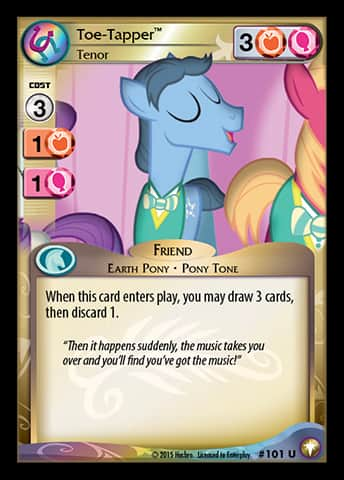 Toe-Tapper™
Tenor
3
COST
3
1
1
FRIEND
EARTH PONY • PONY TONE
When this card enters play, you may draw 3 cards,
then discard 1.
“Then it happens suddenly, the music takes you
over and you’ll find you’ve got the music!”
© 2015 Hasbro. Licensed to Enterplay. #101 U